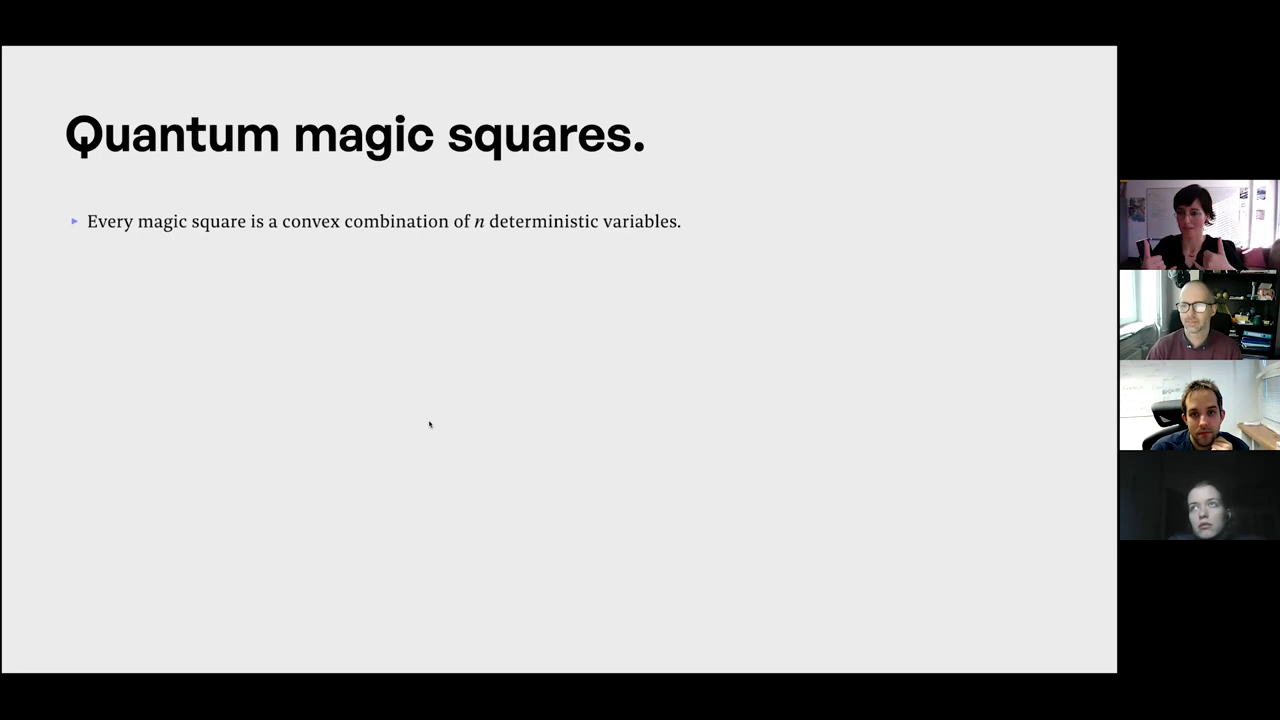 Quantum magic squares.
▸ Every magic square is a convex combination of n deterministic variables.